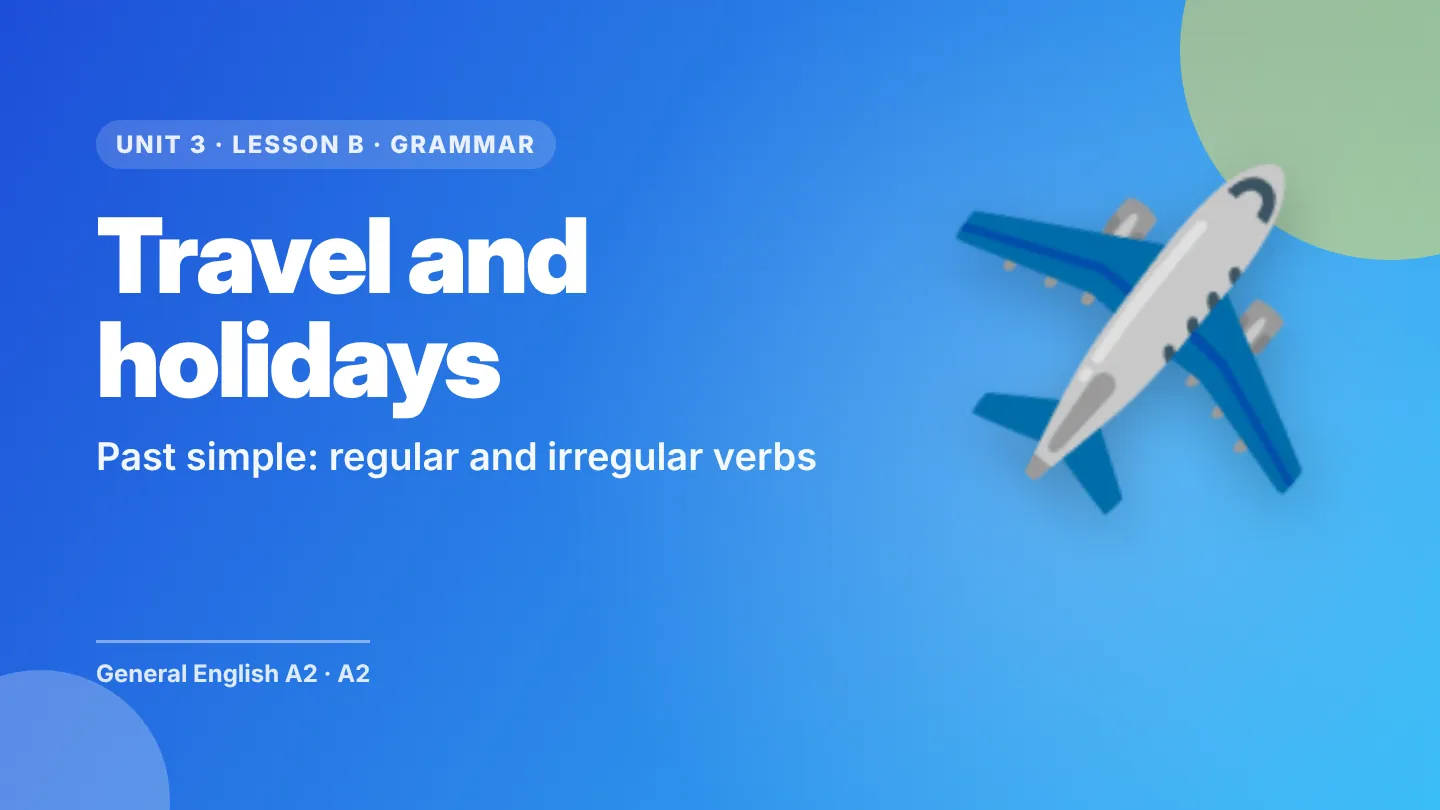 UNIT 3 · LESSON B · GRAMMAR
Travel and
holidays
Past simple: regular and irregular verbs
General English A2 · A2